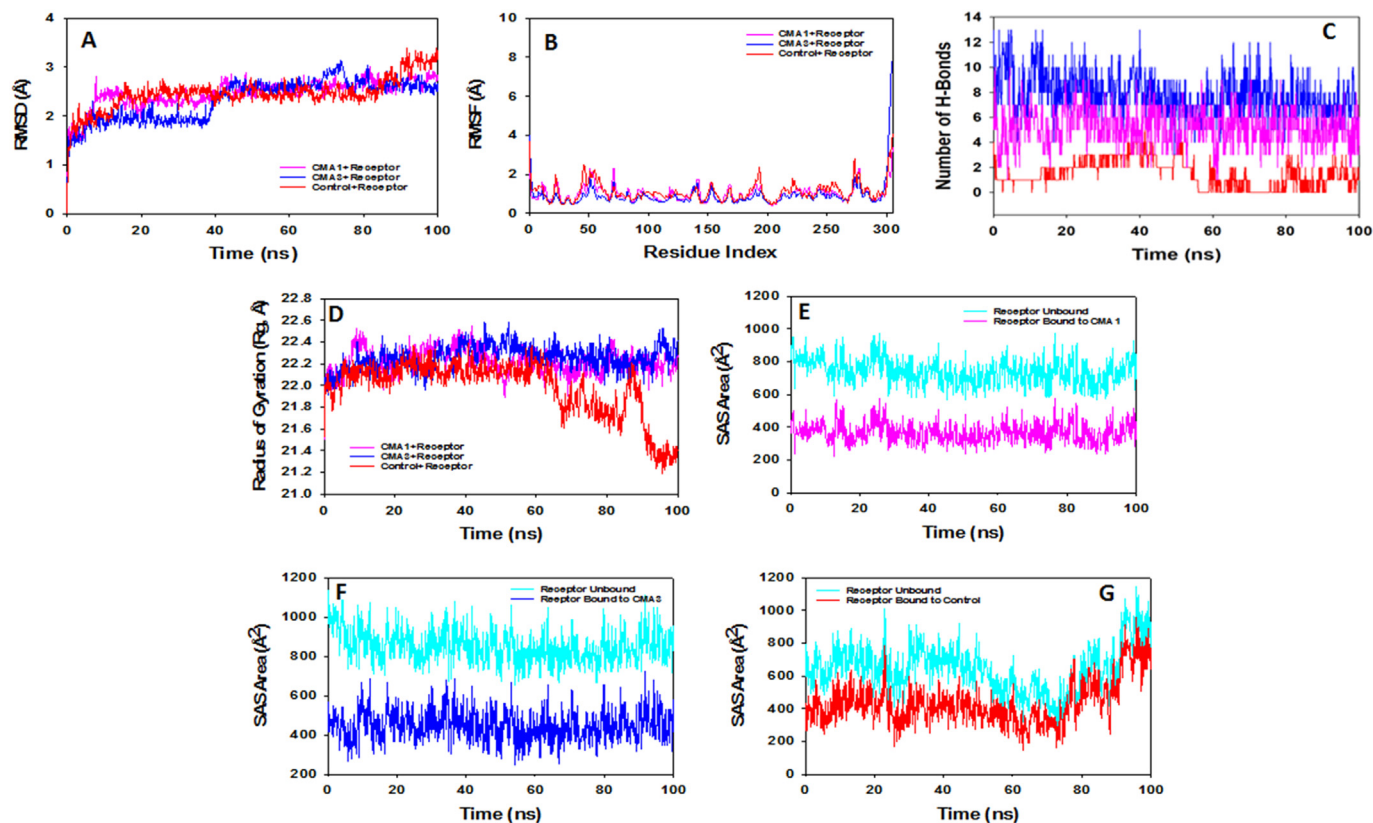 A
RMSD (Å)
4
3
2
1
0
CMA1+Receptor
CMA3+Receptor
Control+Receptor
0 20 40 60 80 100
Time (ns)
B
RMSF (Å)
10
8
6
4
2
0
CMA1+Receptor
CMA3+Receptor
Control+Receptor
0 50 100 150 200 250 300
Residue Index
C
Number of H-Bonds
16
14
12
10
8
6
4
2
0
0 20 40 60 80 100
Time (ns)
D
Radius of Gyration (Rg, Å)
22.8
22.6
22.4
22.2
22.0
21.8
21.6
21.4
21.2
21.0
CMA1+Receptor
CMA3+Receptor
Control+Receptor
0 20 40 60 80 100
Time (ns)
E
SAS Area (Å²)
1200
1000
800
600
400
200
0
Receptor Unbound
Receptor Bound to CMA 1
0 20 40 60 80 100
Time (ns)
F
SAS Area (Å²)
1200
1000
800
600
400
200
Receptor Unbound
Reeptor Bound to CMA3
0 20 40 60 80 100
Time (ns)
G
SAS Area (Å²)
1200
1000
800
600
400
200
0
Receptor Unbound
Receptor Bound to Control
0 20 40 60 80 100
Time (ns)